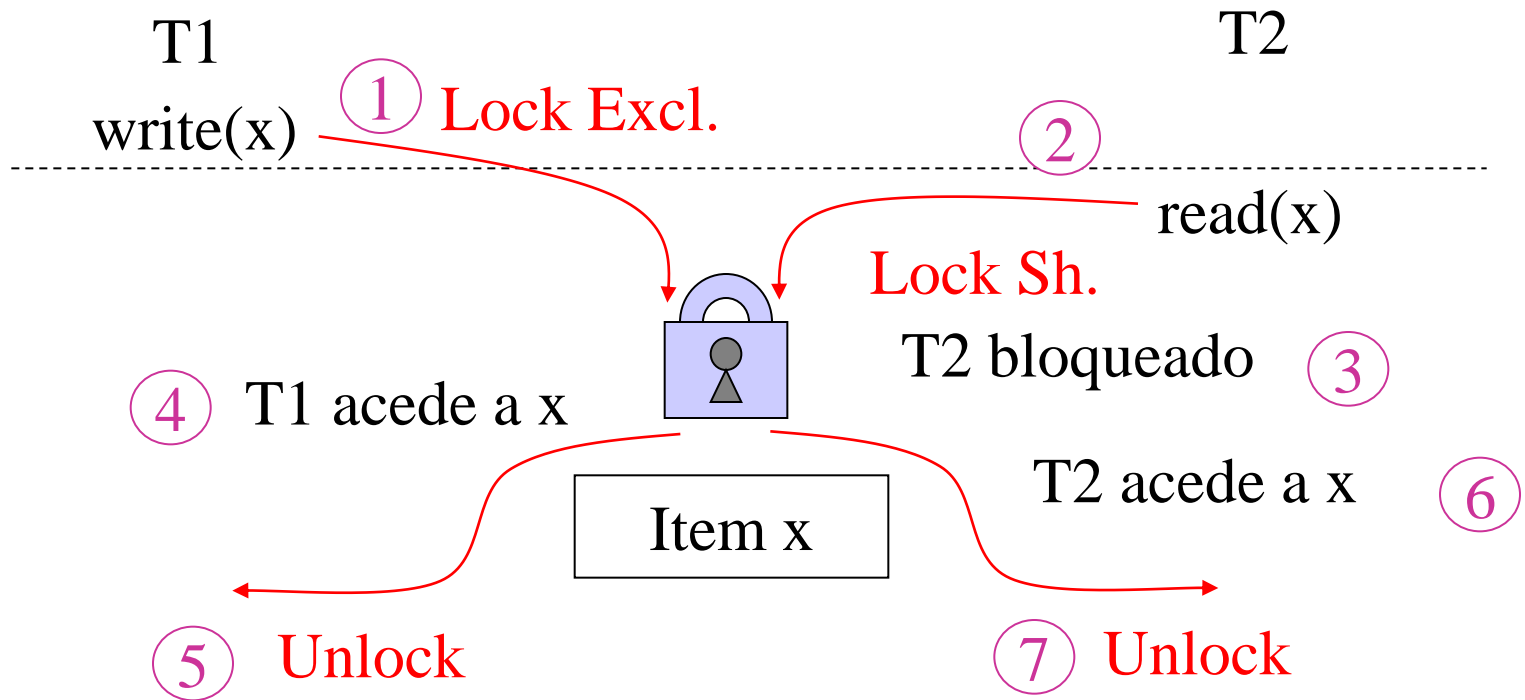 T1
T2
1 Lock Excl.
write(x)
2
read(x)
Lock Sh.
T2 bloqueado 3
4 T1 acede a x
T2 acede a x 6
Item x
5 Unlock
7 Unlock